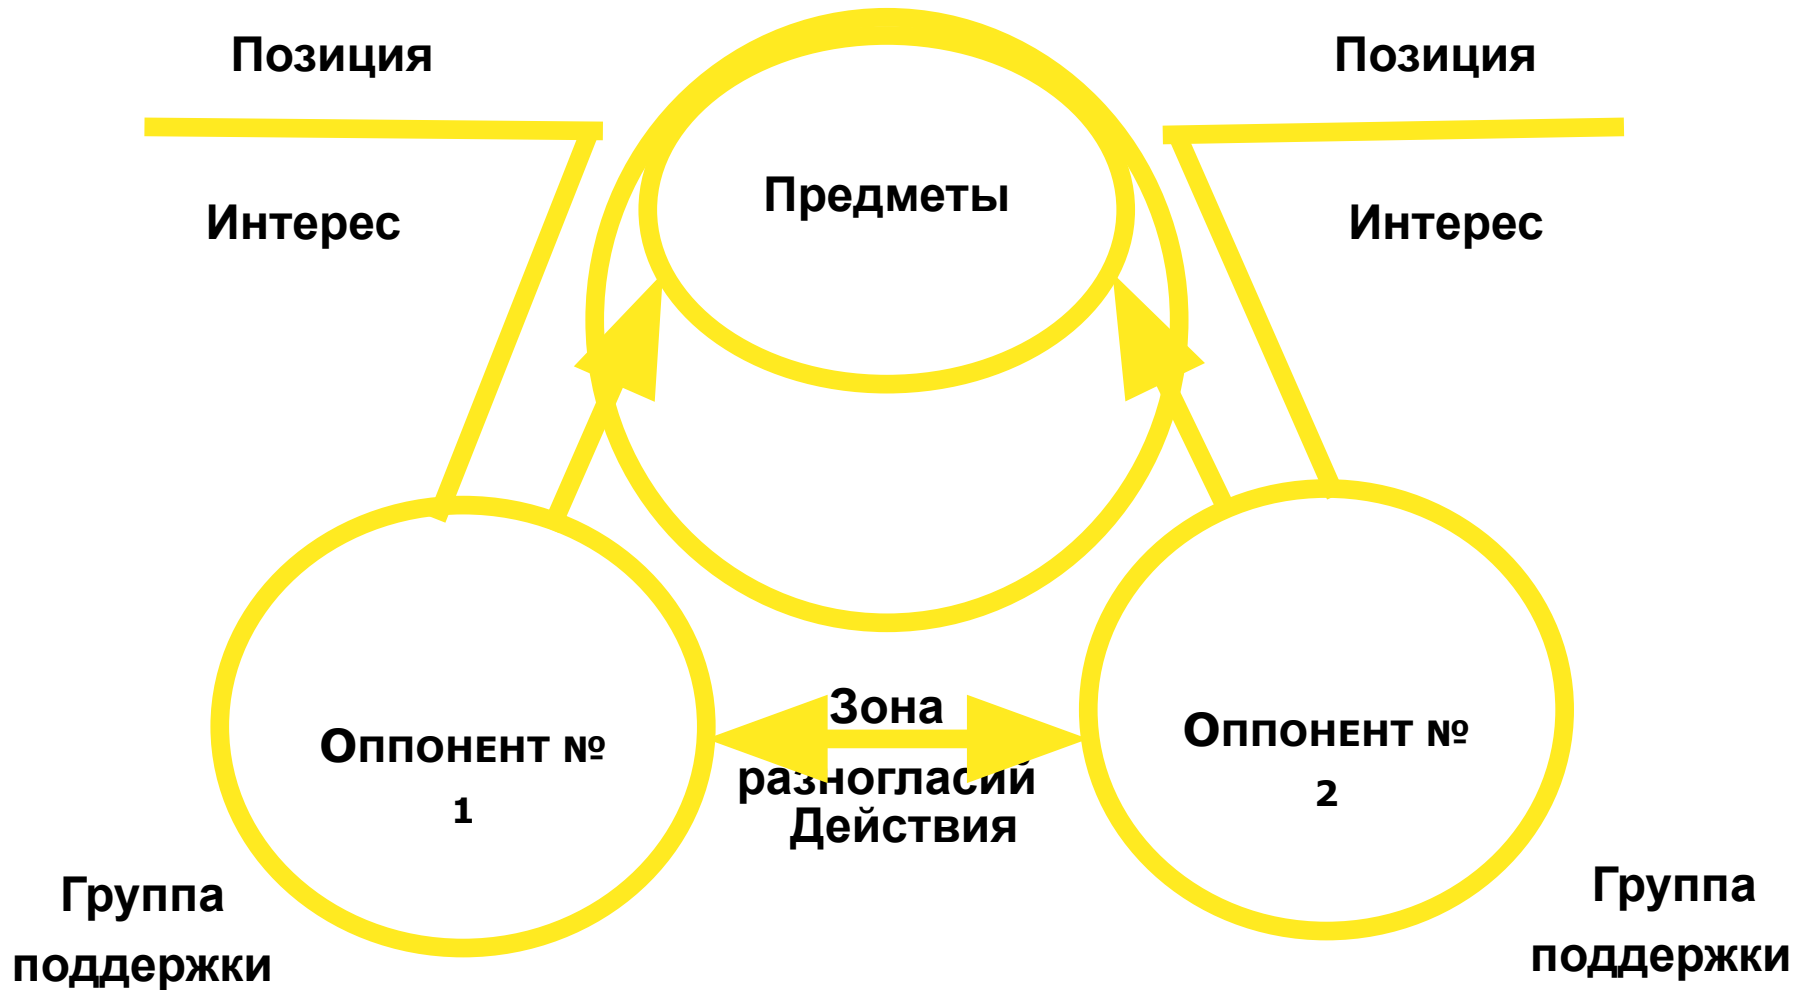 Позиция
Позиция
Предметы
Интерес
Интерес
Зона
разногласий
Действия
Оппонент №
1
Оппонент №
2
Группа
поддержки
Группа
поддержки